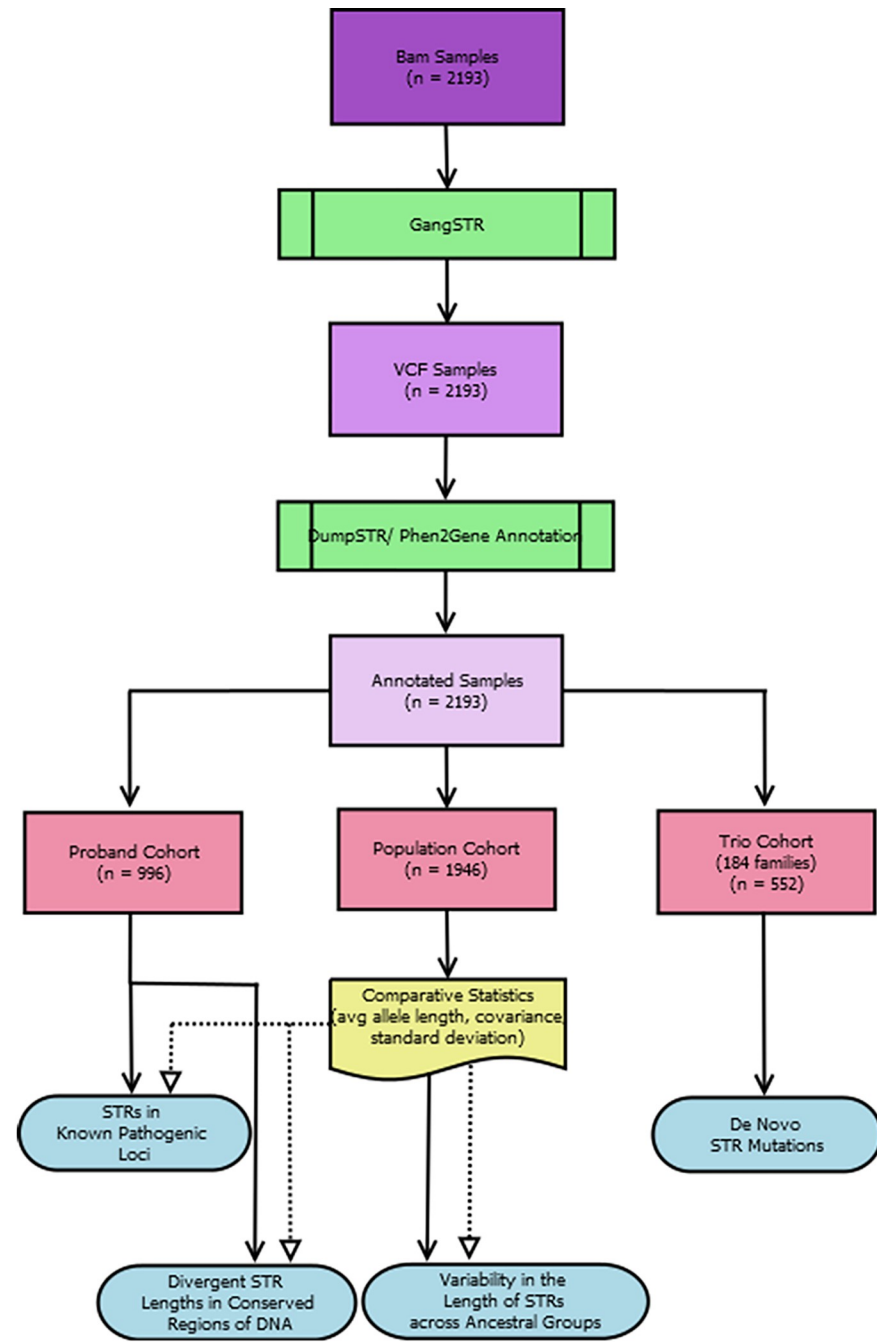 Bam Samples
(n = 2193)
GangSTR
VCF Samples
(n = 2193)
DumpSTR/ Phen2Gene Annotation
Annotated Samples
(n = 2193)
Proband Cohort
(n = 996)
Population Cohort
(n = 1946)
Trio Cohort
(184 families)
(n = 552)
Comparative Statistics
(avg allele length, covariance,
standard deviation)
STRs in
Known Pathogenic
Loci
De Novo
STR Mutations
Divergent STR
Lengths in Conserved
Regions of DNA
Variability in the
Length of STRs
across Ancestral Groups